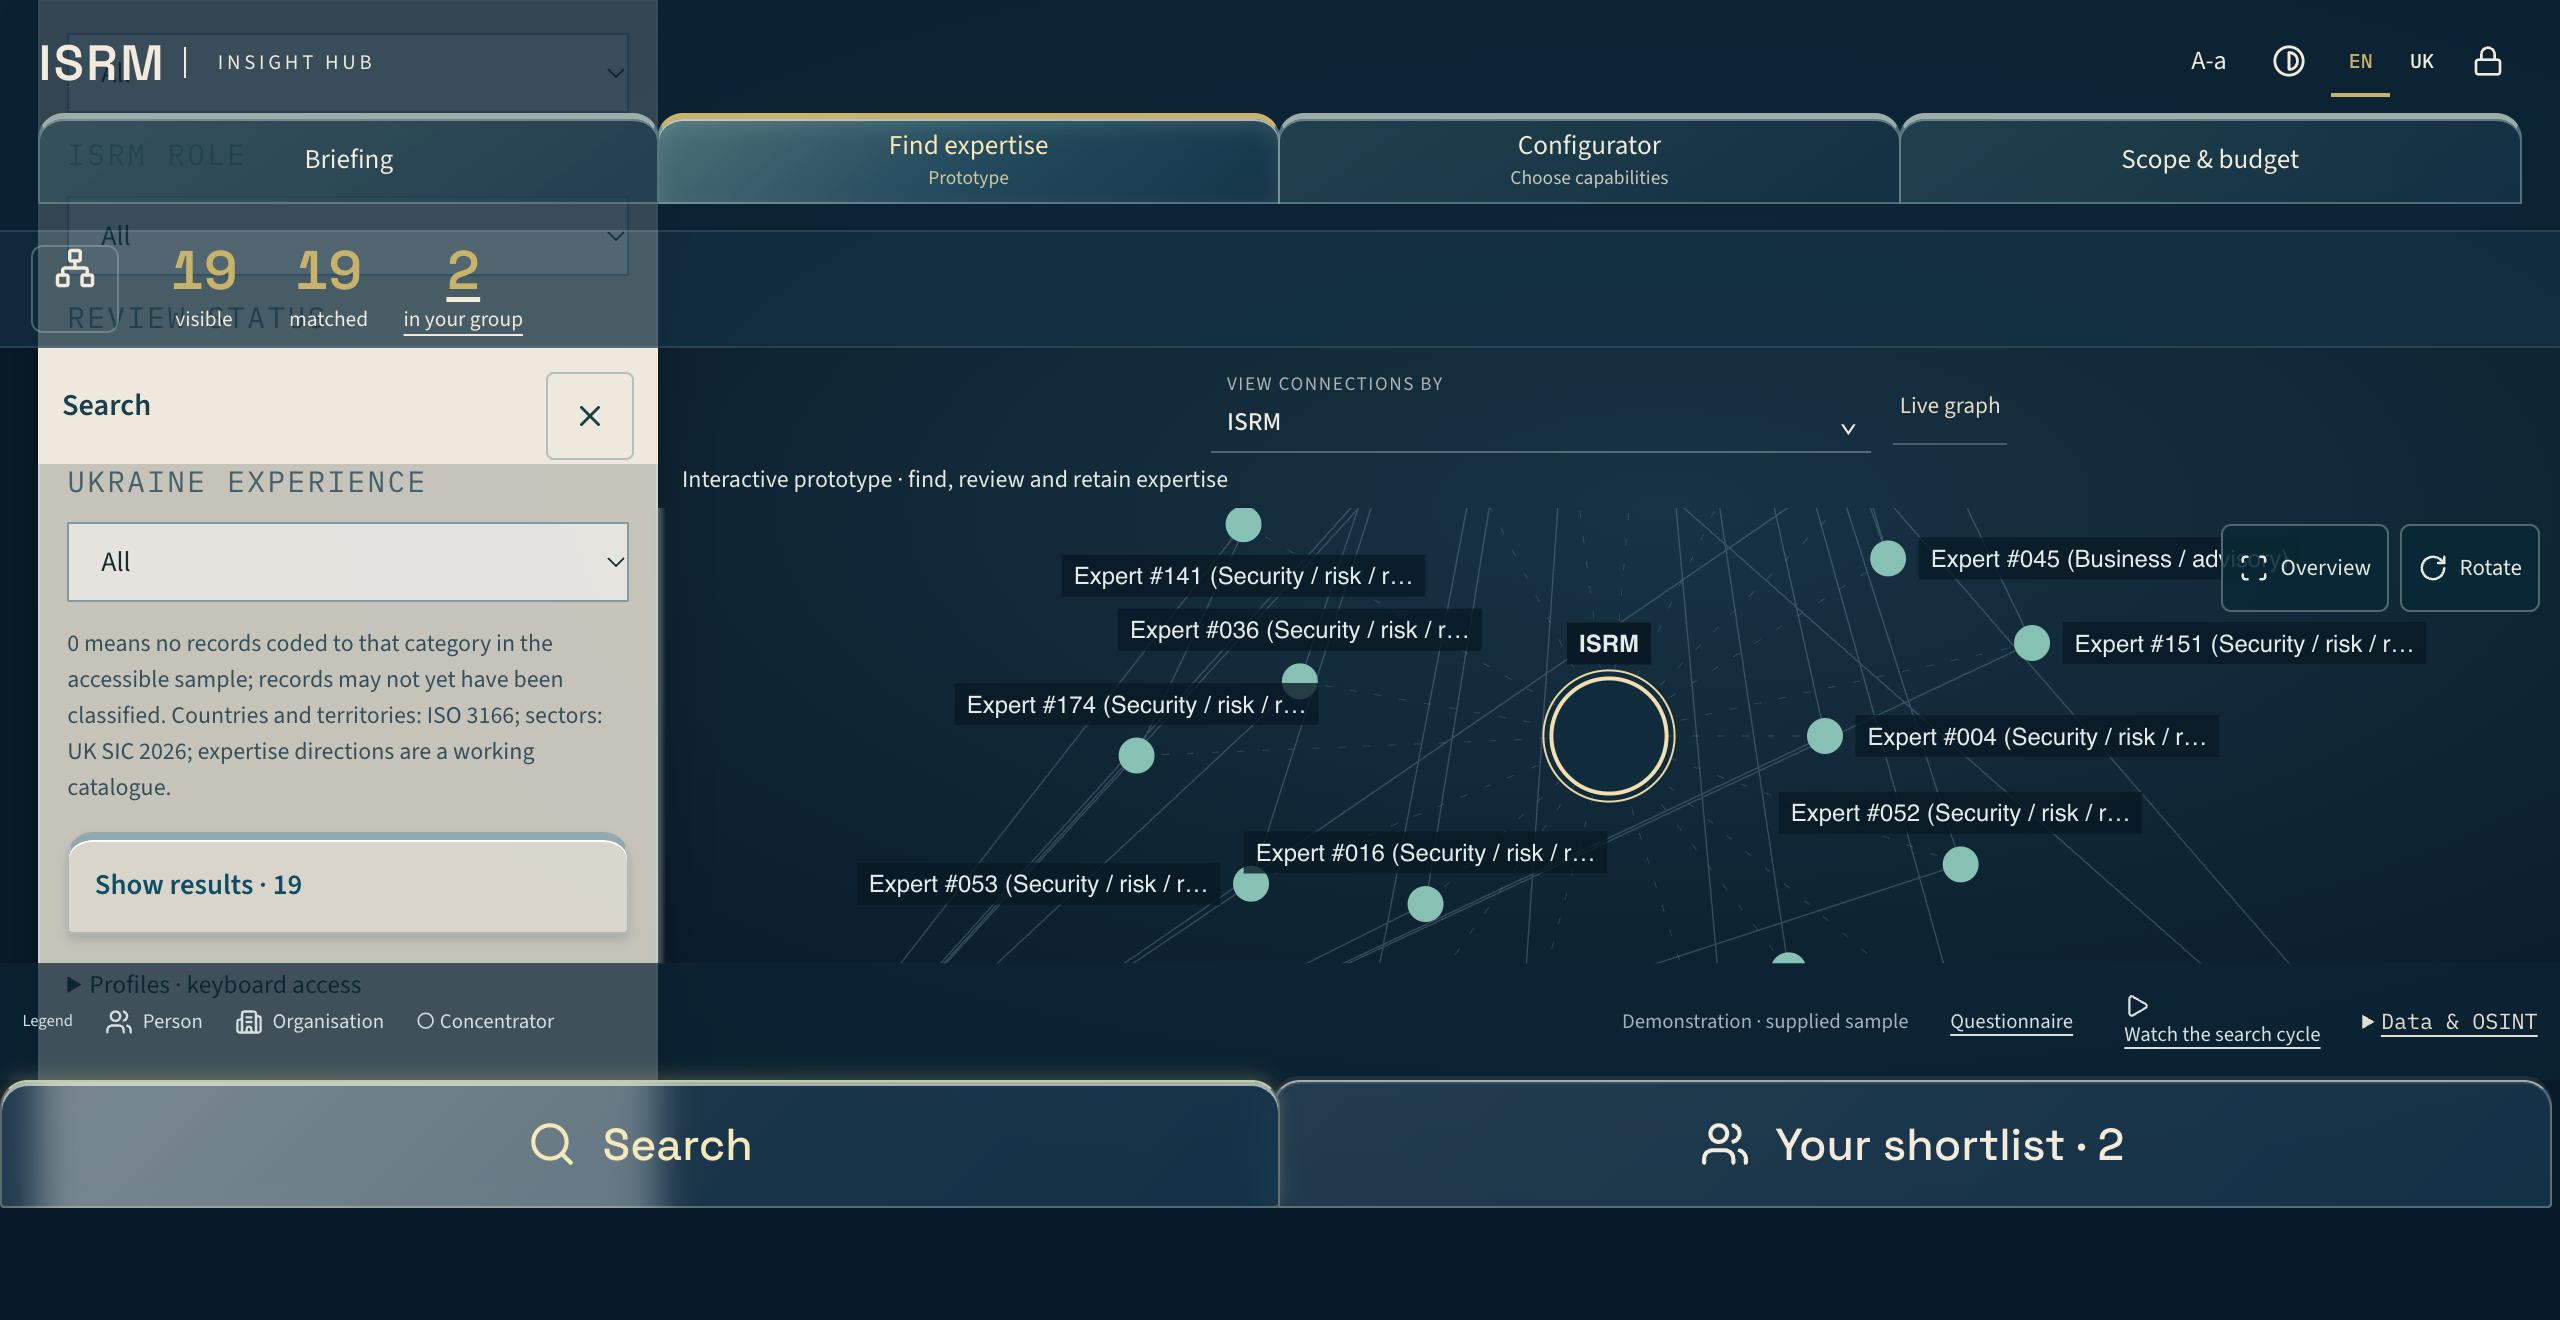 ISRM
INSIGHT HUB
All
A-a
EN
UK
ISRM ROLE
Briefing
Find expertise
Prototype
Configurator
Choose capabilities
Scope & budget
All
19
visible
19
matched
2
in your group
REVIEW STATUS
Search
VIEW CONNECTIONS BY
ISRM
Live graph
UKRAINE EXPERIENCE
All
Interactive prototype · find, review and retain expertise
0 means no records coded to that category in the
accessible sample; records may not yet have been
classified. Countries and territories: ISO 3166; sectors:
UK SIC 2026; expertise directions are a working
catalogue.
Show results · 19
Expert #141 (Security / risk / r…
Expert #045 (Business / advisory)
Overview
Rotate
Expert #036 (Security / risk / r…
ISRM
Expert #151 (Security / risk / r…
Expert #174 (Security / risk / r…
Expert #004 (Security / risk / r…
Expert #052 (Security / risk / r…
Expert #016 (Security / risk / r…
Expert #053 (Security / risk / r…
Profiles · keyboard access
Legend
Person
Organisation
Concentrator
Demonstration · supplied sample
Questionnaire
Watch the search cycle
Data & OSINT
Search
Your shortlist · 2